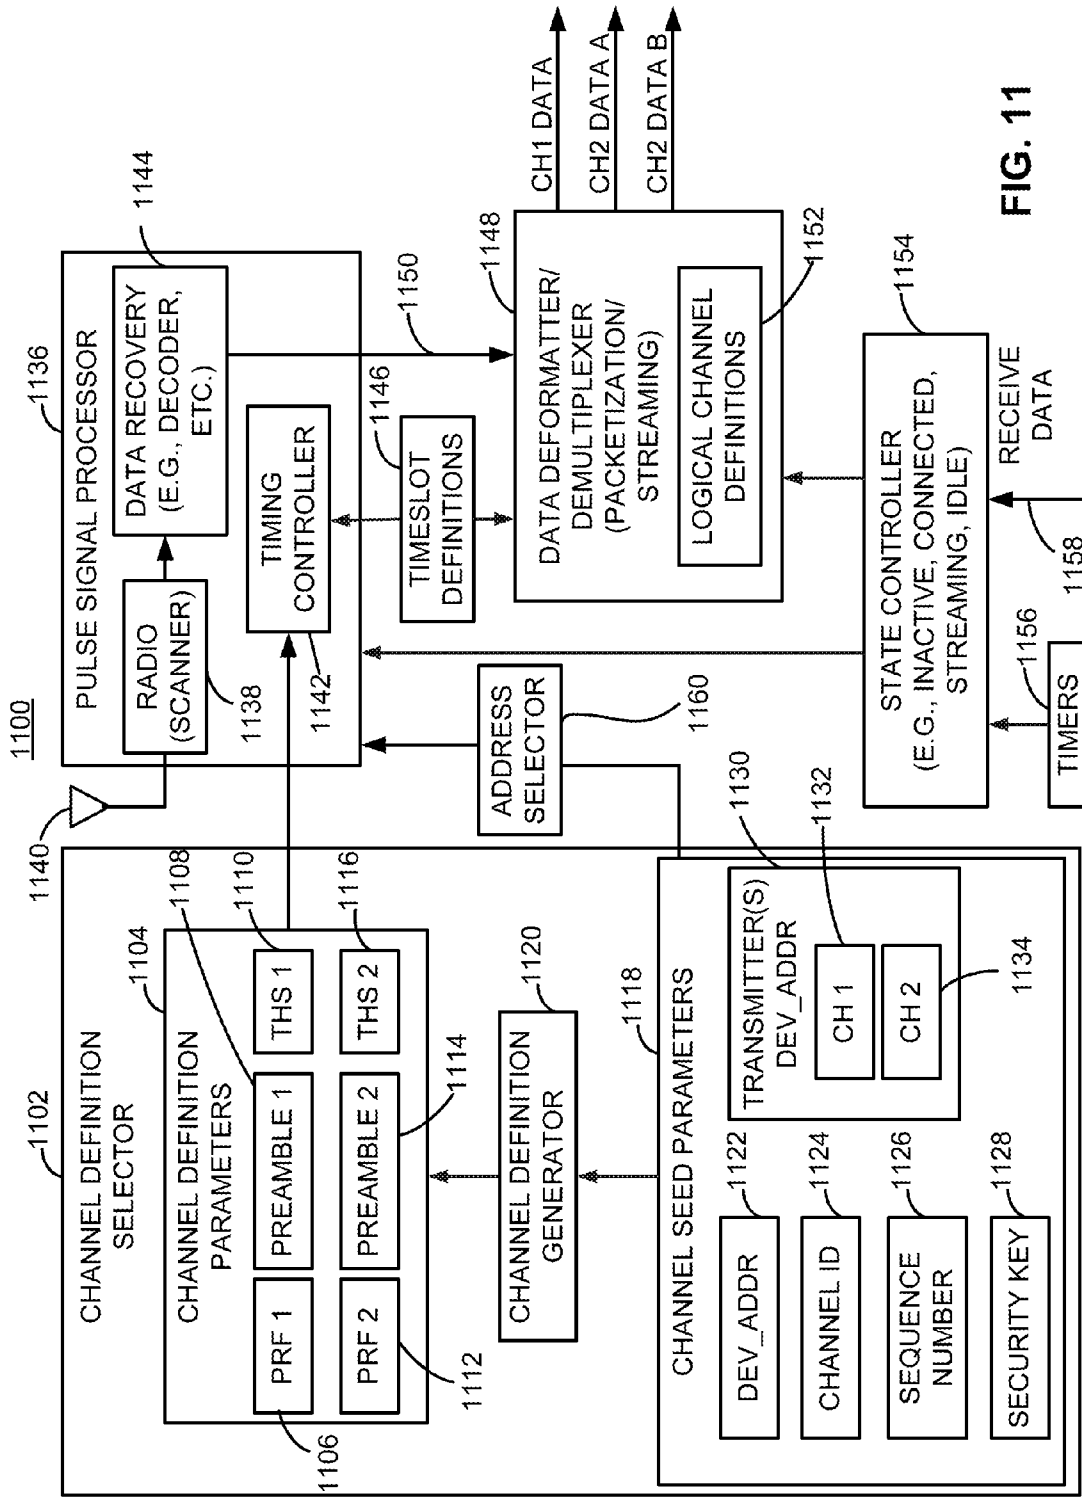 1100
1102
CHANNEL DEFINITION
SELECTOR
1104
CHANNEL DEFINITION
PARAMETERS
PRF 1
PREAMBLE 1
THS 1
1106
1108
1110
PRF 2
PREAMBLE 2
THS 2
1112
1114
1116
CHANNEL DEFINITION
GENERATOR
1120
1118
CHANNEL SEED PARAMETERS
DEV_ADDR
1122
CHANNEL ID
1124
SEQUENCE
NUMBER
1126
SECURITY KEY
1128
TRANSMITTER(S)
DEV_ADDR
1130
CH 1
1132
CH 2
1134
1140
1136
PULSE SIGNAL PROCESSOR
RADIO
(SCANNER)
1138
DATA RECOVERY
(E.G., DECODER,
ETC.)
1144
TIMING
CONTROLLER
1142
1150
TIMESLOT
DEFINITIONS
1146
ADDRESS
SELECTOR
1160
1148
DATA DEFORMATTER/
DEMULTIPLEXER
(PACKETIZATION/
STREAMING)
LOGICAL CHANNEL
DEFINITIONS
1152
CH1 DATA
CH2 DATA A
CH2 DATA B
STATE CONTROLLER
(E.G., INACTIVE, CONNECTED,
STREAMING, IDLE)
1154
TIMERS
1156
1158
RECEIVE
DATA
FIG. 11